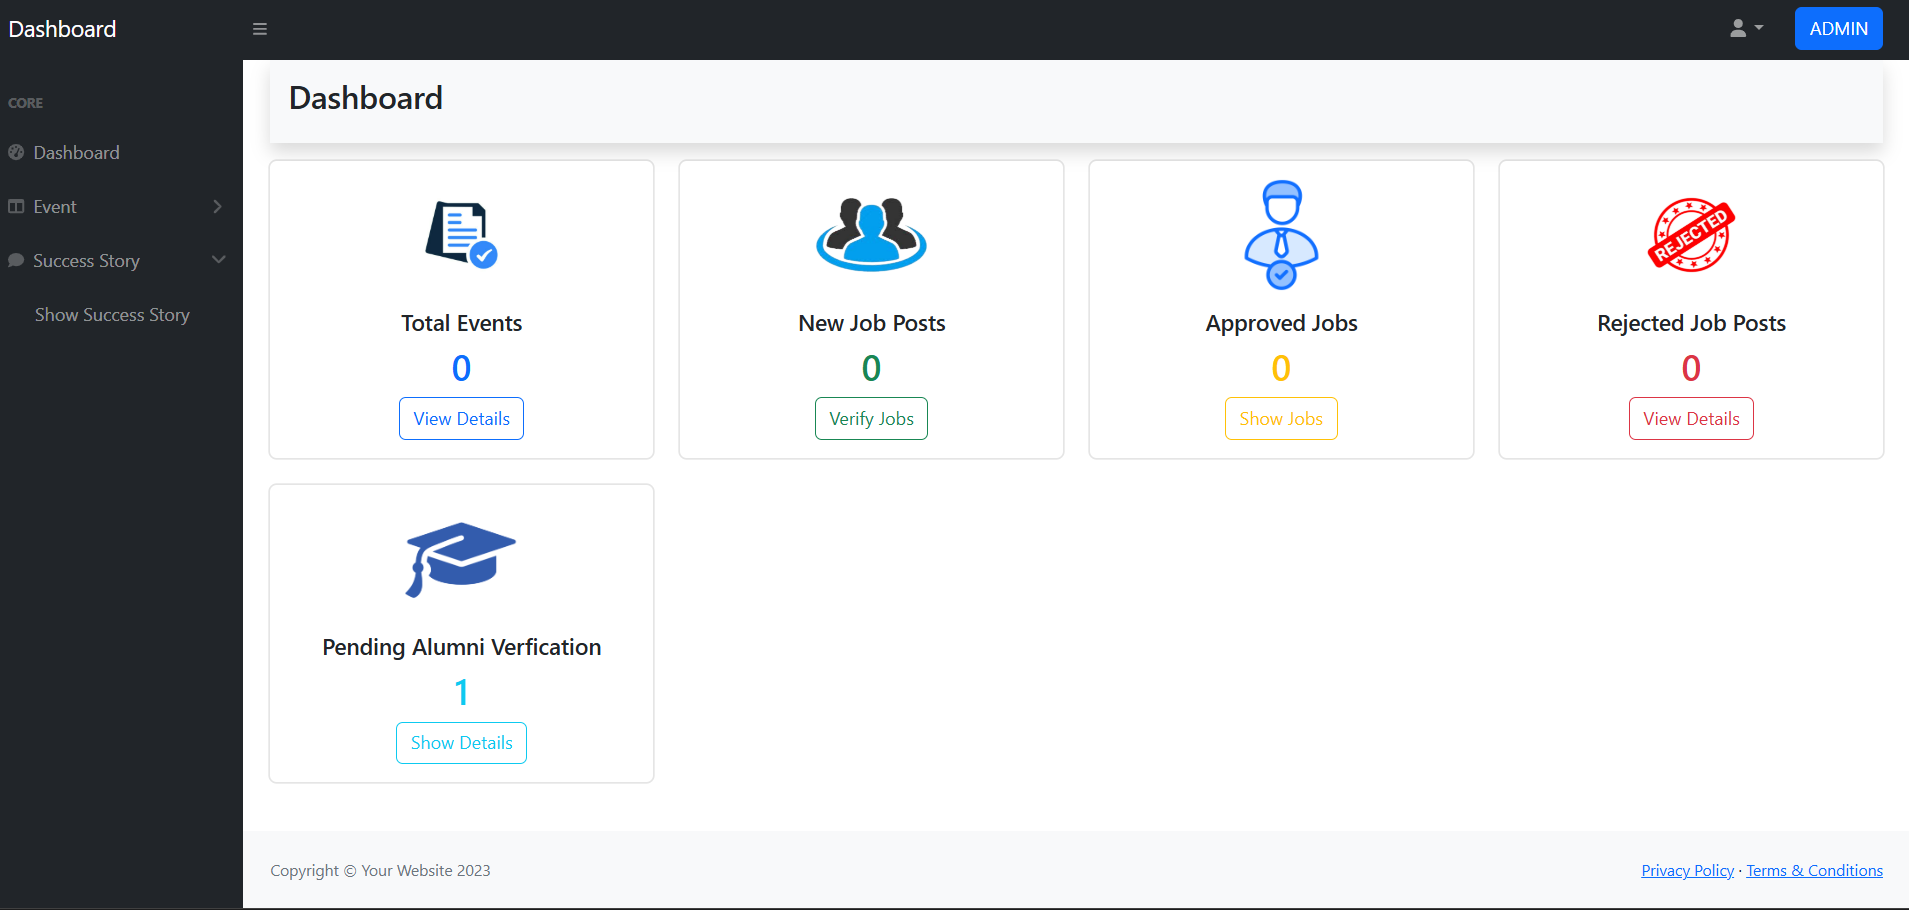 Dashboard
ADMIN
CORE
Dashboard
Event
Success Story
Show Success Story
Dashboard
Total Events
0
View Details
New Job Posts
0
Verify Jobs
Approved Jobs
0
Show Jobs
REJECTED
Rejected Job Posts
0
View Details
Pending Alumni Verfication
1
Show Details
Copyright © Your Website 2023
Privacy Policy · Terms & Conditions